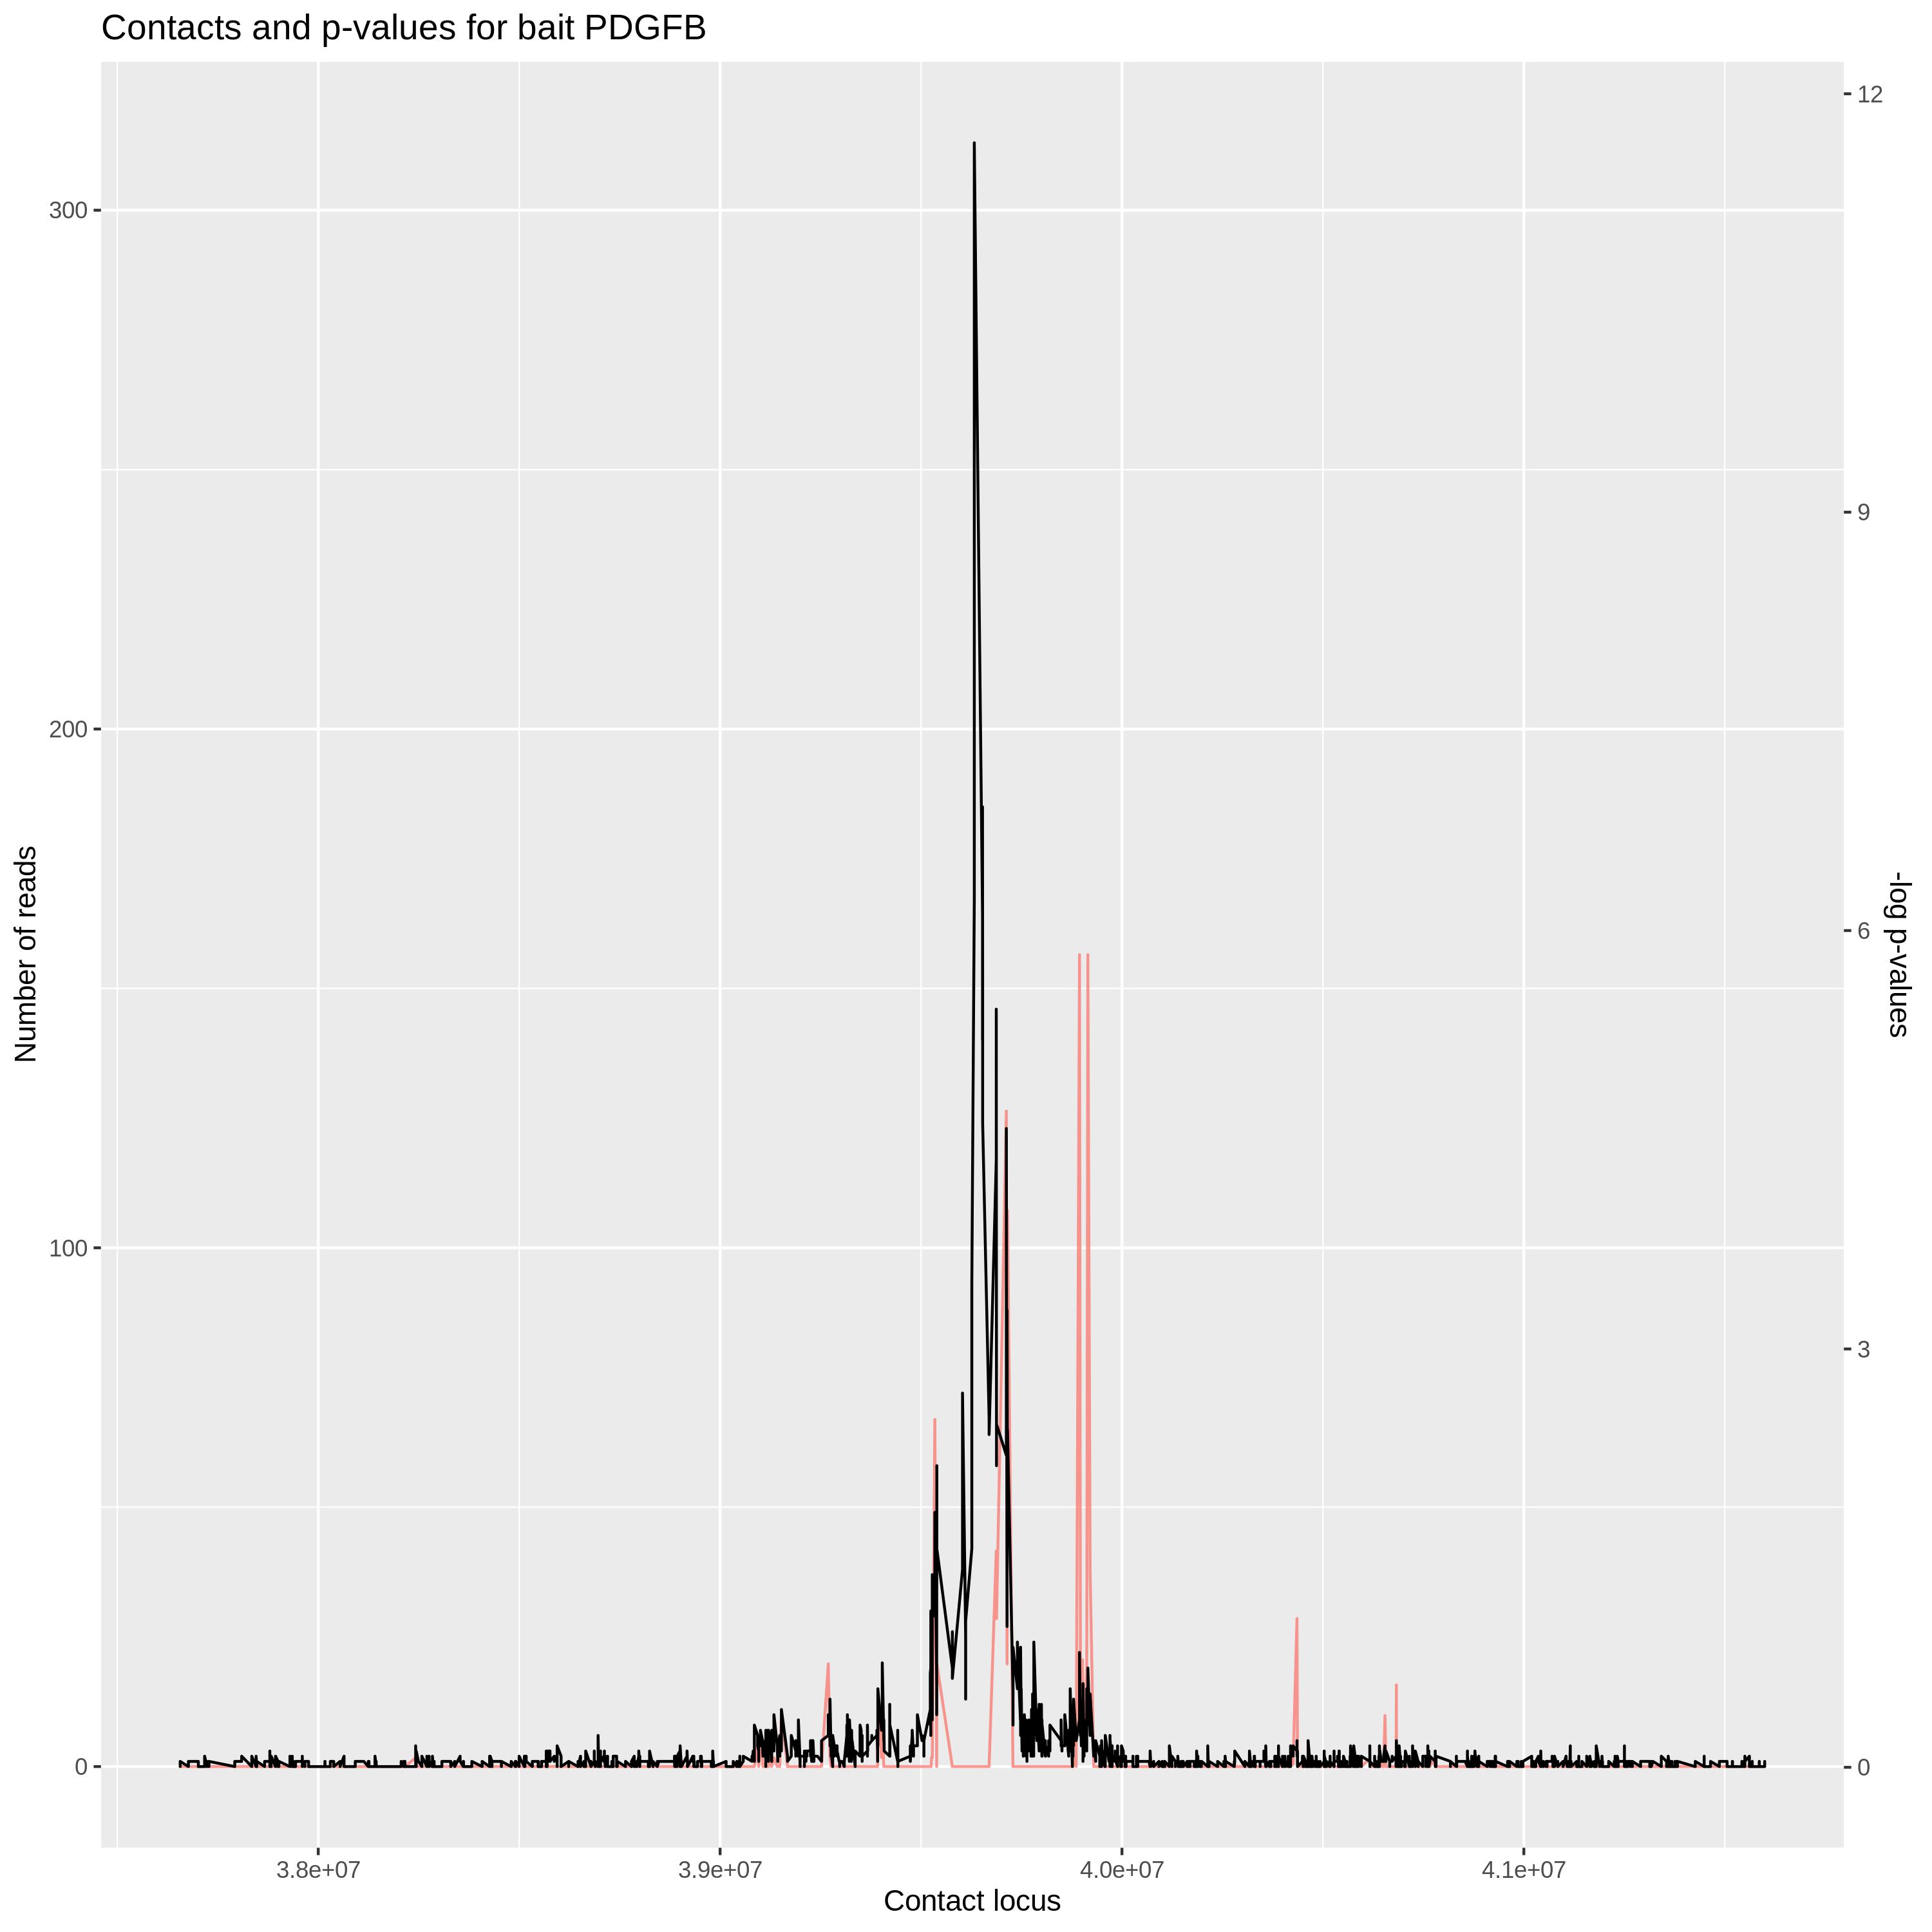 Contacts and p-values for bait PDGFB
Number of reads
300
200
100
0
12
9
6
3
0
-log p-values
3.8e+07
3.9e+07
4.0e+07
4.1e+07
Contact locus